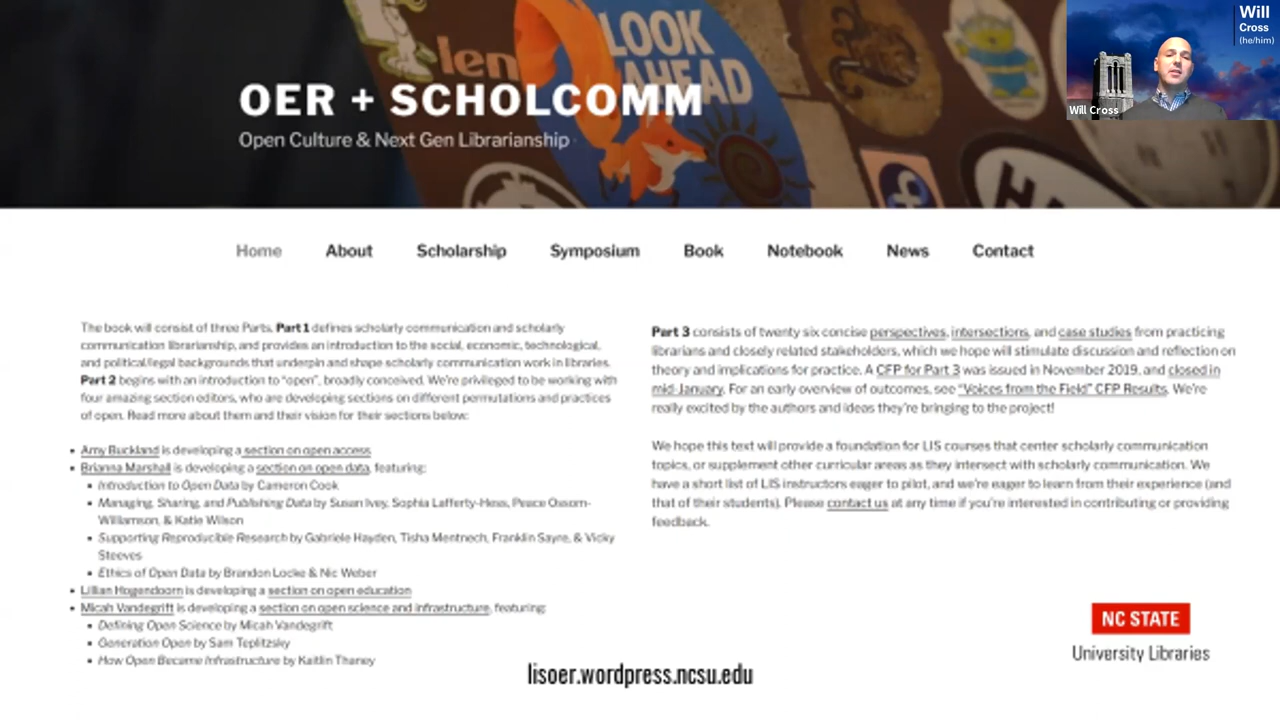 len
LOOK
AHEAD
OER + SCHOLCOMM
Open Culture & Next Gen Librarianship
Will
Cross
(he/him)
Will Cross
Home About Scholarship Symposium Book Notebook News Contact
The book will consist of three Parts. Part 1 defines scholarly communication and scholarly
communication librarianship, and provides an introduction to the social, economic, technological,
and political/legal backgrounds that underpin and shape scholarly communication work in libraries.
Part 2 begins with an introduction to "open", broadly conceived. We're privileged to be working with
four amazing section editors, who are developing sections on different permutations and practices
of open. Read more about them and their vision for their sections below:
• Amy Buckland is developing a section on open access
• Brianna Marshall is developing a section on open data, featuring:
▪ Introduction to Open Data by Cameron Cook
▪ Managing, Sharing, and Publishing Data by Susan Ivey, Sophia Lafferty-Hess, Peace Ossom-
Williamson, & Katie Wilson
▪ Supporting Reproducible Research by Gabriele Hayden, Tisha Mentnech, Franklin Sayre, & Vicky
Steeves
▪ Ethics of Open Data by Brandon Locke & Nic Weber
• Lillian Hogendoorn is developing a section on open education
• Micah Vandegrift is developing a section on open science and infrastructure, featuring:
▪ Defining Open Science by Micah Vandegrift
▪ Generation Open by Sam Teplitzky
▪ How Open Became Infrastructure by Kaitlin Thaney
Part 3 consists of twenty six concise perspectives, intersections, and case studies from practicing
librarians and closely related stakeholders, which we hope will stimulate discussion and reflection on
theory and implications for practice. A CFP for Part 3 was issued in November 2019, and closed in
mid-January. For an early overview of outcomes, see "Voices from the Field" CFP Results. We're
really excited by the authors and ideas they're bringing to the project!
We hope this text will provide a foundation for LIS courses that center scholarly communication
topics, or supplement other curricular areas as they intersect with scholarly communication. We
have a short list of LIS instructors eager to pilot, and we're eager to learn from their experience (and
that of their students). Please contact us at any time if you're interested in contributing or providing
feedback.
NC STATE
University Libraries
lisoer.wordpress.ncsu.edu